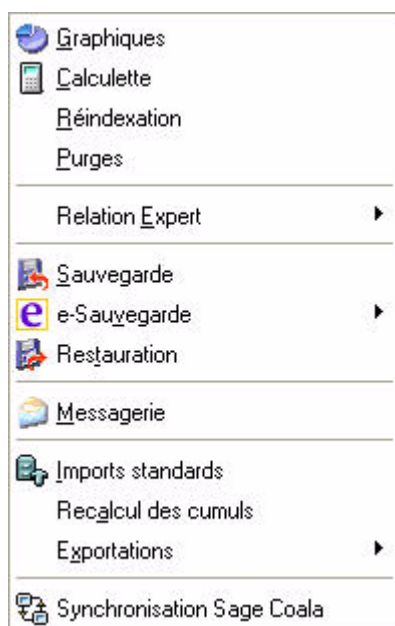 Graphiques
Calculette
Réindexation
Purges
Relation Expert
Sauvegarde
e-Sauvegarde
Restauration
Messagerie
Imports standards
Recalcul des cumuls
Exportations
Synchronisation Sage Coala